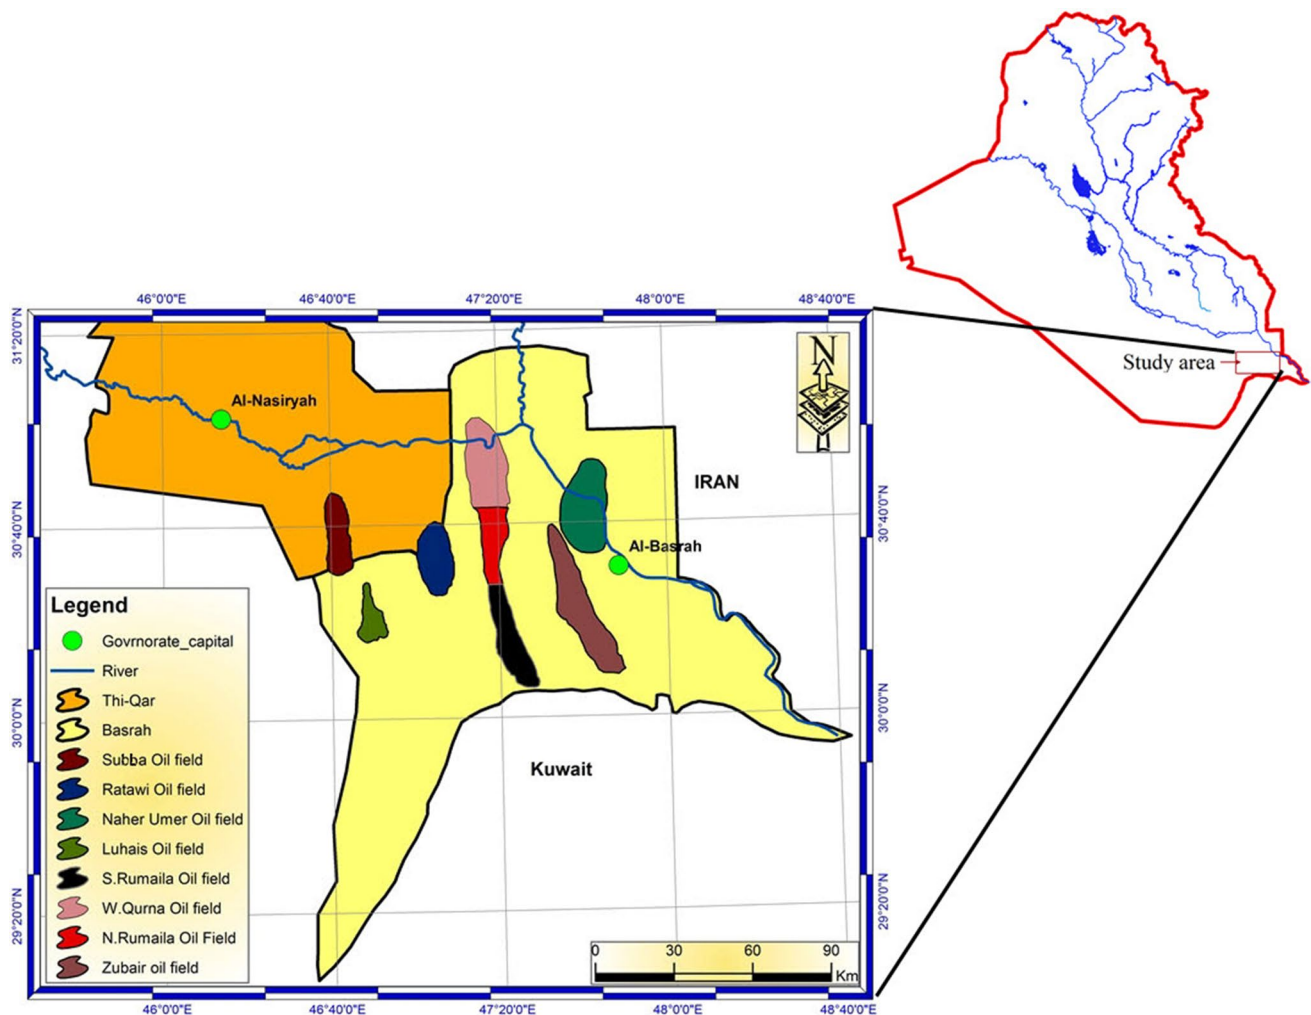 Study area
46°0'0"E 46°40'0"E 47°20'0"E 48°0'0"E 48°40'0"E
31°20'0"N
N
Al-Nasiryah
IRAN
30°40'0"N
30°40'0"N
Al-Basrah
Legend
Govrnorate_capital
River
Thi-Qar
Basrah
Subba Oil field
Ratawi Oil field
Naher Umer Oil field
Luhais Oil field
S.Rumaila Oil field
W.Qurna Oil field
N.Rumaila Oil Field
Zubair oil field
30°0'0"N
30°0'0"N
Kuwait
29°20'0"N
29°20'0"N
0 30 60 90
Km
46°0'0"E 46°40'0"E 47°20'0"E 48°0'0"E 48°40'0"E